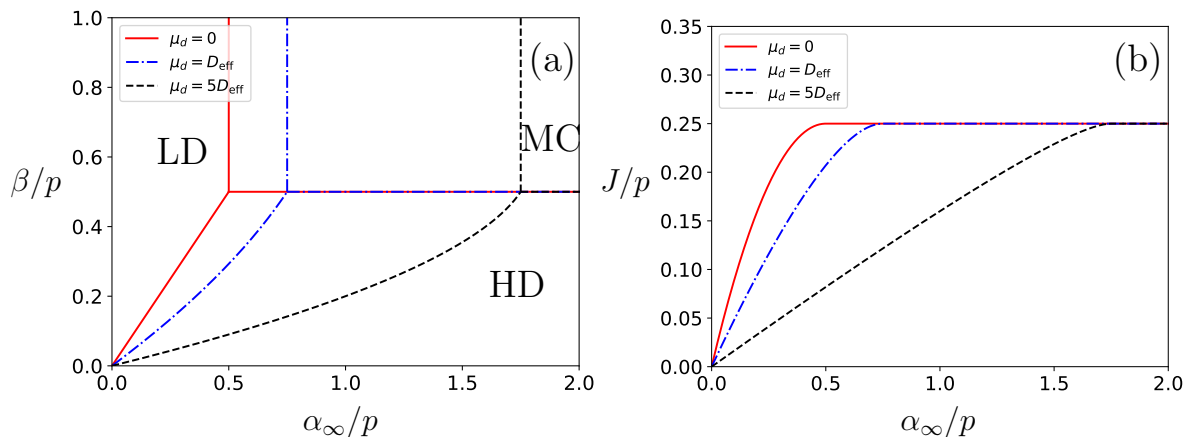 μ_d = 0
μ_d = D_eff
μ_d = 5D_eff
(a)
LD
MC
HD
β/p
1.0
0.8
0.6
0.4
0.2
0.0
0.0 0.5 1.0 1.5 2.0
α_∞/p
μ_d = 0
μ_d = D_eff
μ_d = 5D_eff
(b)
J/p
0.35
0.30
0.25
0.20
0.15
0.10
0.05
0.00
0.0 0.5 1.0 1.5 2.0
α_∞/p